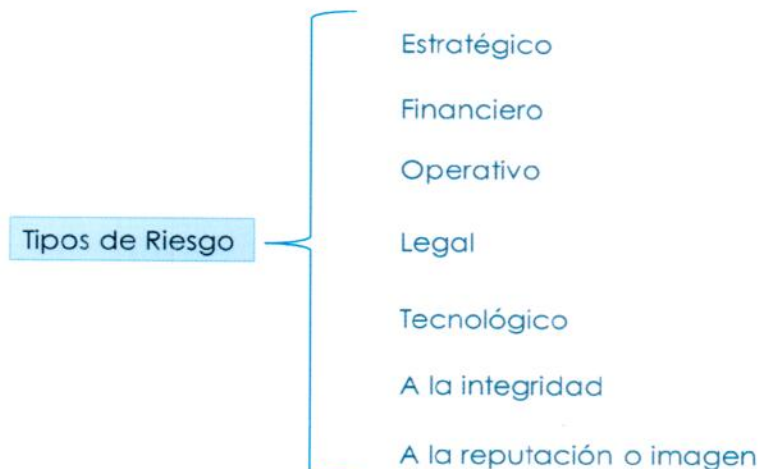 Tipos de Riesgo
Estratégico
Financiero
Operativo
Legal
Tecnológico
A la integridad
A la reputación o imagen